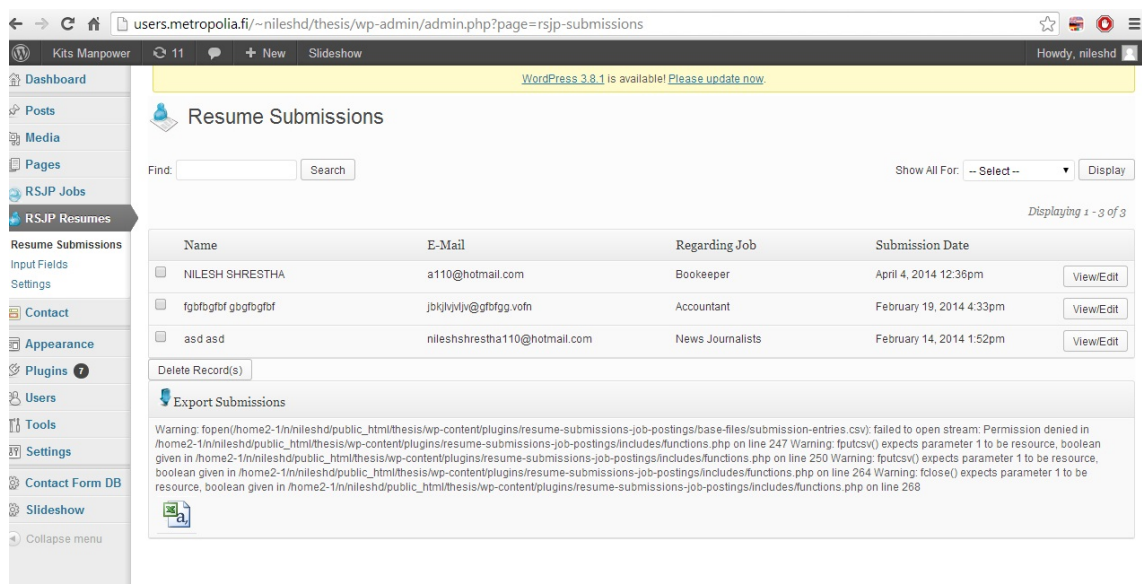 users.metropolia.fi/~nileshd/thesis/wp-admin/admin.php?page=rsjp-submissions
Kits Manpower 11 + New Slideshow Howdy, nileshd
WordPress 3.8.1 is available! Please update now.
Dashboard
Posts
Media
Pages
RSJP Jobs
RSJP Resumes
Resume Submissions
Input Fields
Settings
Contact
Appearance
Plugins 7
Users
Tools
Settings
Contact Form DB
Slideshow
Collapse menu
Resume Submissions
Find: Search Show All For: -- Select -- Display
Displaying 1 - 3 of 3
Name E-Mail Regarding Job Submission Date
NILESH SHRESTHA a110@hotmail.com Bookeeper April 4, 2014 12:36pm View/Edit
fgbfbgfbf gbgfbgfbf jbkjlvjvljv@gfbfgg.vofn Accountant February 19, 2014 4:33pm View/Edit
asd asd nileshshrestha110@hotmail.com News Journalists February 14, 2014 1:52pm View/Edit
Delete Record(s)
Export Submissions
Warning: fopen(/home2-1/n/nileshd/public_html/thesis/wp-content/plugins/resume-submissions-job-postings/base-files/submission-entries.csv): failed to open stream: Permission denied in
/home2-1/n/nileshd/public_html/thesis/wp-content/plugins/resume-submissions-job-postings/includes/functions.php on line 247 Warning: fputcsv() expects parameter 1 to be resource, boolean
given in /home2-1/n/nileshd/public_html/thesis/wp-content/plugins/resume-submissions-job-postings/includes/functions.php on line 250 Warning: fputcsv() expects parameter 1 to be resource,
boolean given in /home2-1/n/nileshd/public_html/thesis/wp-content/plugins/resume-submissions-job-postings/includes/functions.php on line 264 Warning: fclose() expects parameter 1 to be
resource, boolean given in /home2-1/n/nileshd/public_html/thesis/wp-content/plugins/resume-submissions-job-postings/includes/functions.php on line 268
a,